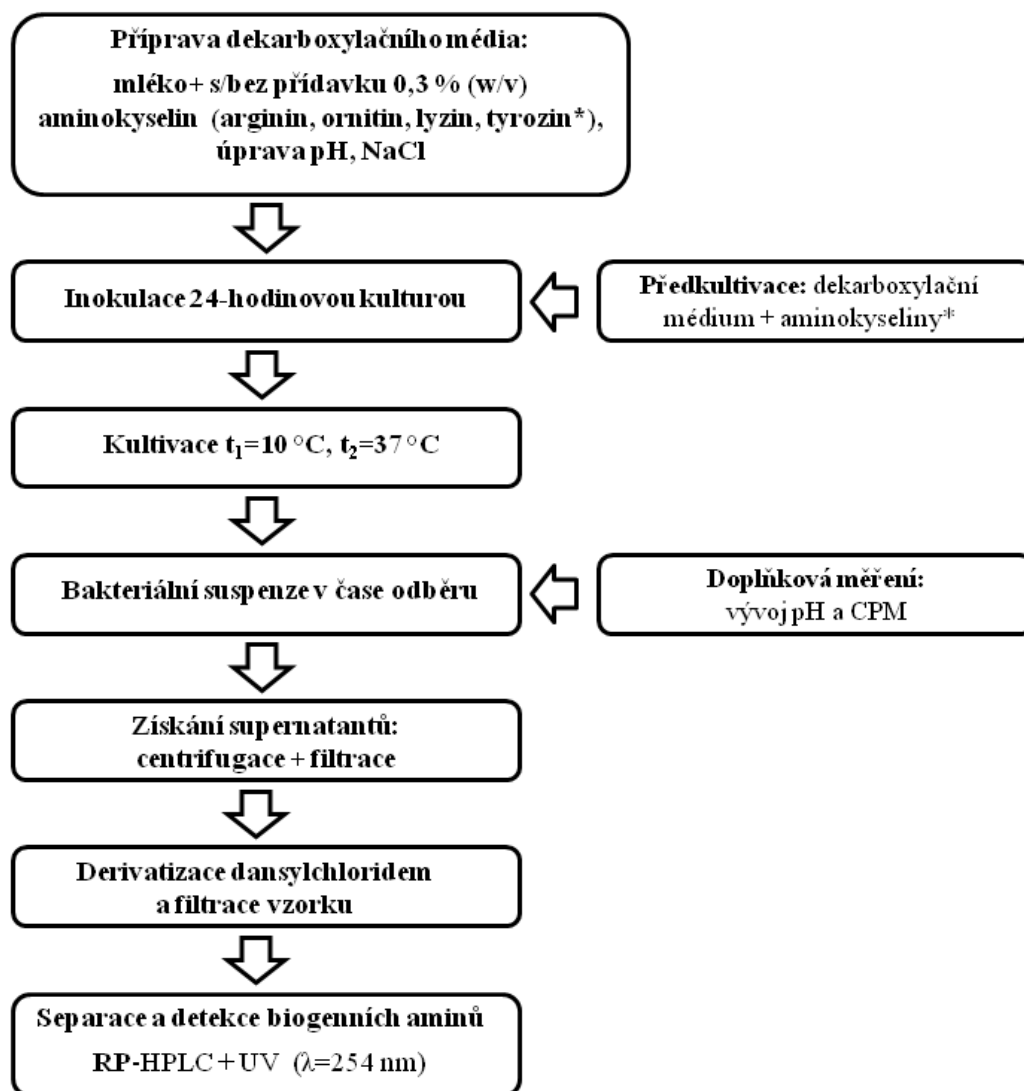 Příprava dekarboxylačního média:
mléko+ s/bez přídavku 0,3 % (w/v)
aminokyselin (arginin, ornitin, lyzin, tyrozin*),
úprava pH, NaCl
Inokulace 24-hodinovou kulturou
Předkultivace: dekarboxylační
médium + aminokyseliny*
Kultivace t₁=10 °C, t₂=37 °C
Bakteriální suspenze v čase odběru
Doplňková měření:
vývoj pH a CPM
Získání supernatantů:
centrifugace + filtrace
Derivatizace dansylchloridem
a filtrace vzorku
Separace a detekce biogenních aminů
RP-HPLC + UV (λ=254 nm)